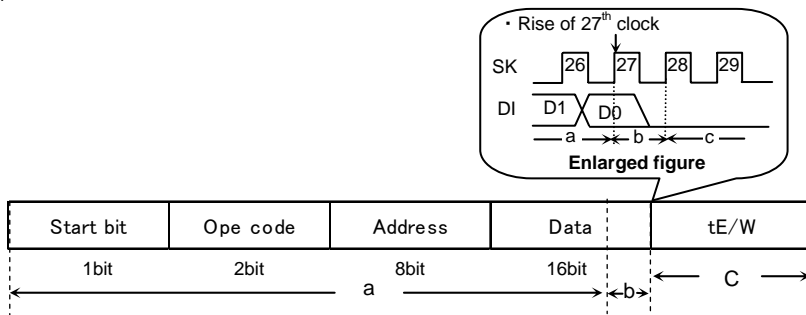 ・Rise of 27th clock
SK 26 27 28 29
DI D1 D0
a b c
Enlarged figure
Start bit Ope code Address Data tE/W
1bit 2bit 8bit 16bit
a b C